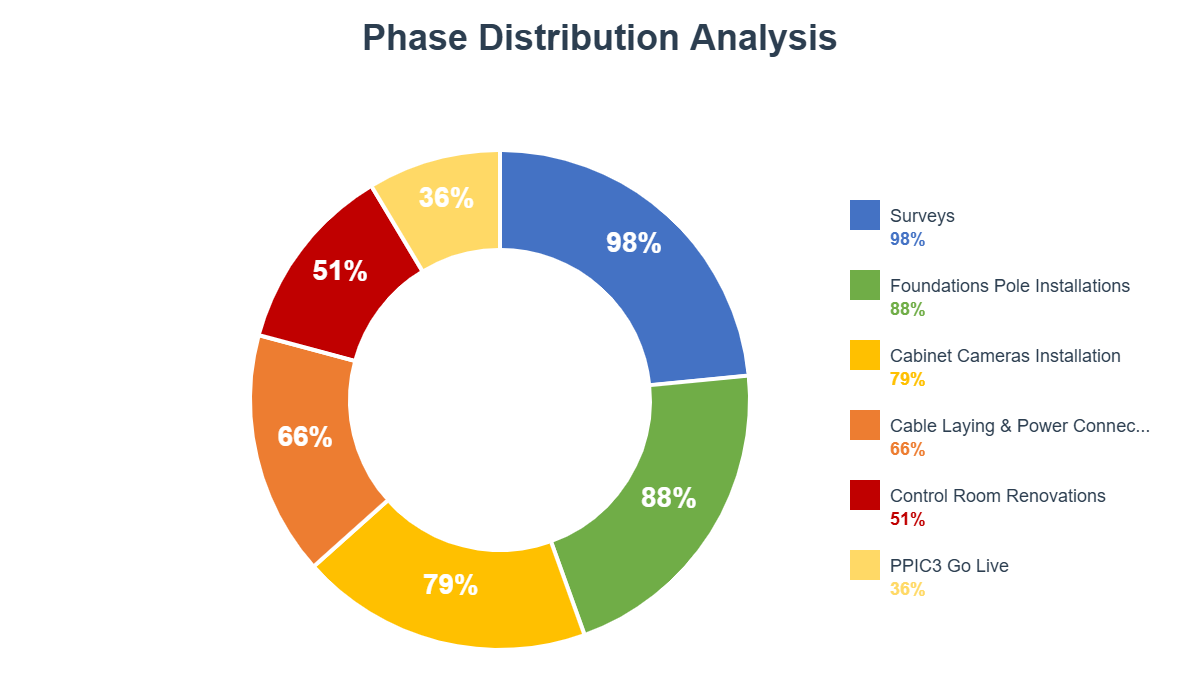 Phase Distribution Analysis
36%
98%
51%
66%
88%
79%
Surveys
98%
Foundations Pole Installations
88%
Cabinet Cameras Installation
79%
Cable Laying & Power Connec...
66%
Control Room Renovations
51%
PPIC3 Go Live
36%